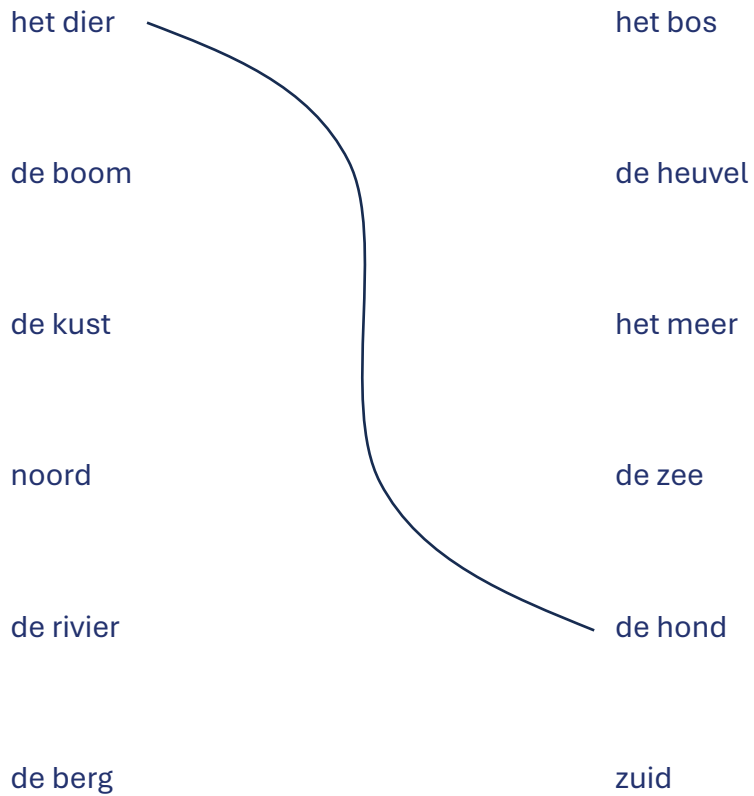 het dier het bos
de boom de heuvel
de kust het meer
noord de zee
de rivier de hond
de berg zuid